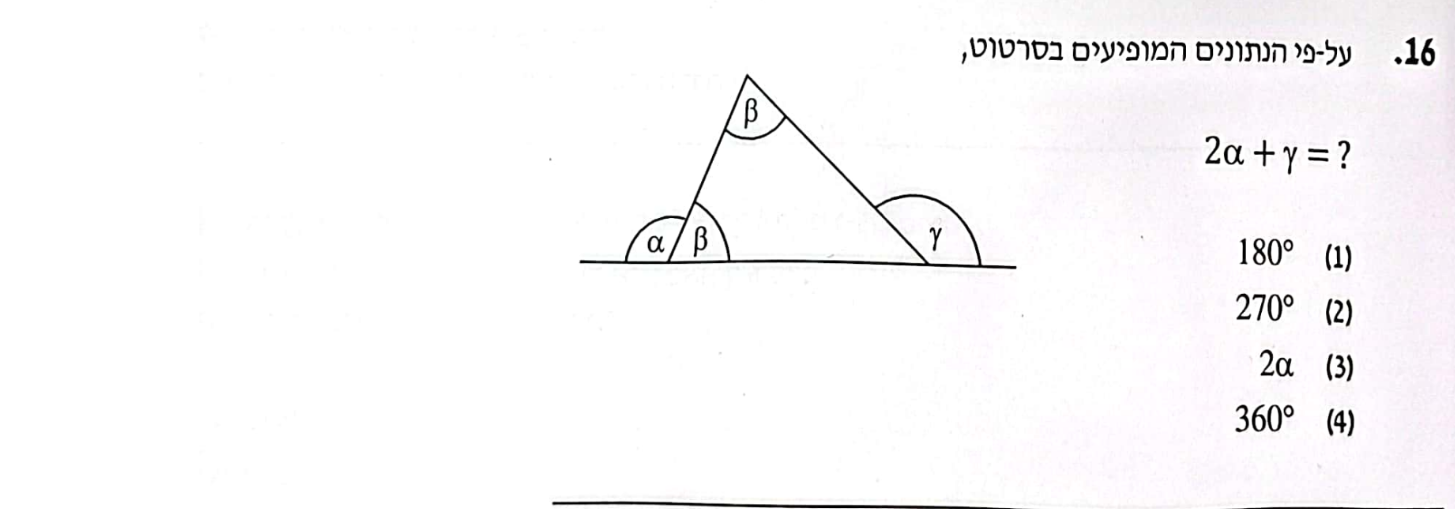 16. על-פי הנתונים המופיעים בסרטוט,
2α + γ = ?
(1) 180°
(2) 270°
(3) 2α
(4) 360°
β
α
β
γ